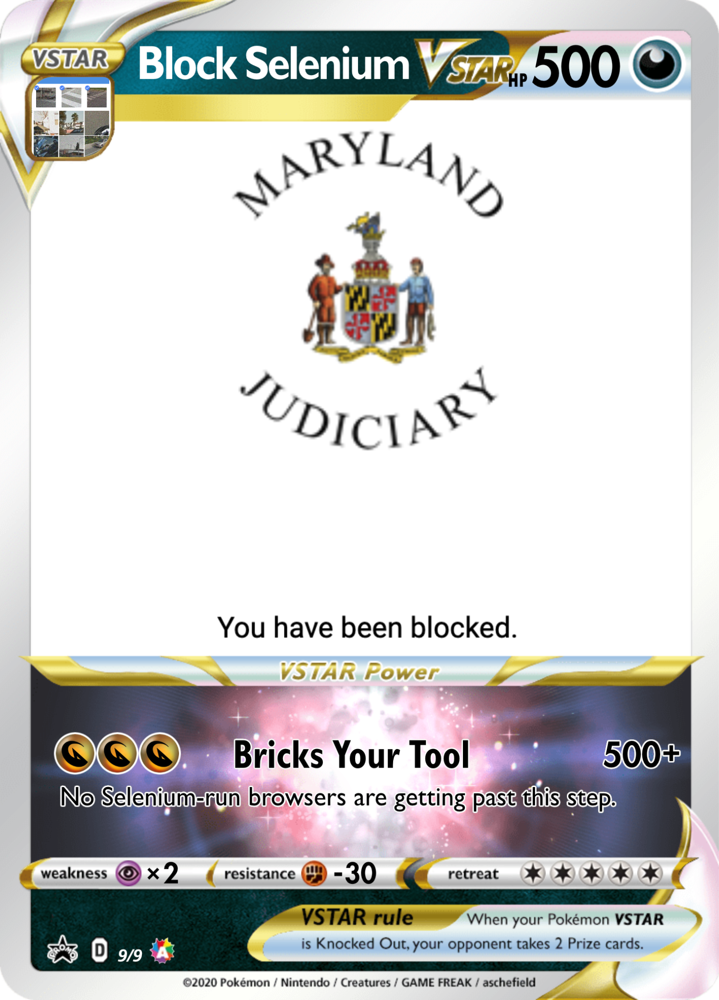 VSTAR
Block Selenium VSTAR HP 500
MARYLAND
JUDICIARY
You have been blocked.
VSTAR Power
Bricks Your Tool 500+
No Selenium-run browsers are getting past this step.
weakness ×2 resistance -30 retreat
VSTAR rule When your Pokémon VSTAR
is Knocked Out, your opponent takes 2 Prize cards.
PROMO D 9/9 A
©2020 Pokémon / Nintendo / Creatures / GAME FREAK / aschefield